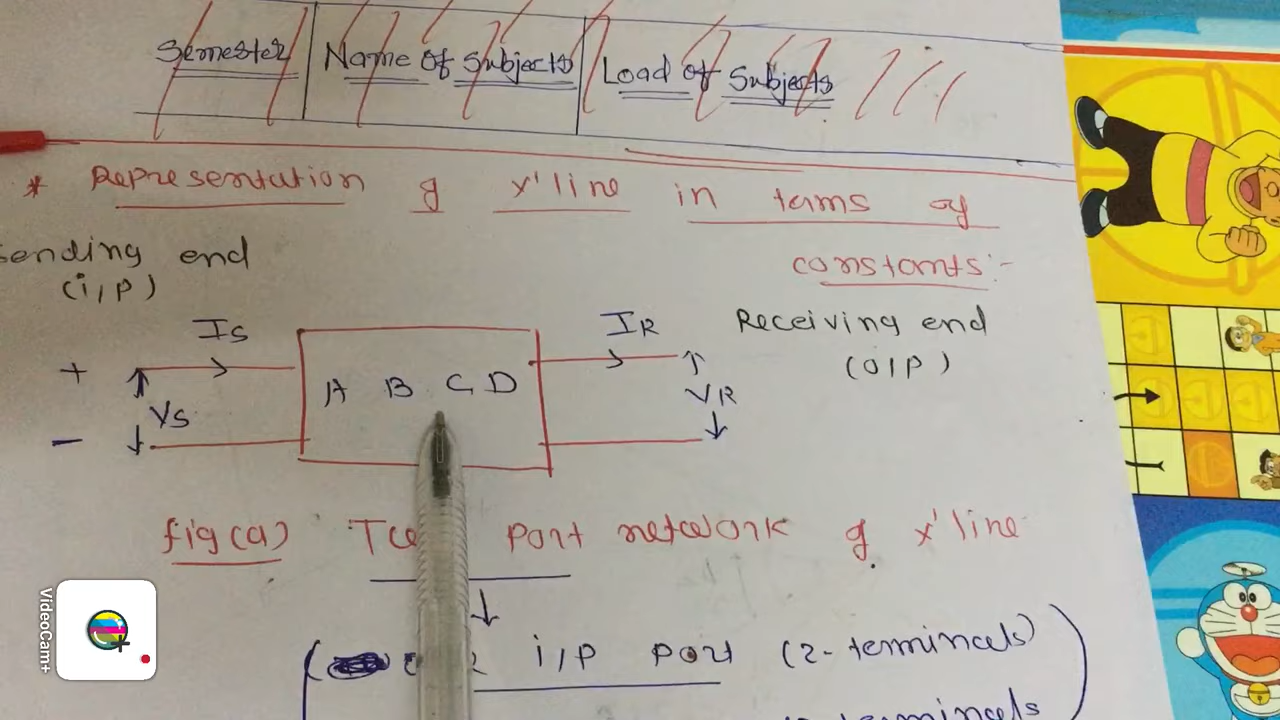 Semester Name Of Subjects Load of Subjects
* Representation of x'line in terms of
constants:-
Sending end
(i/p)
Receiving end
(O/P)
IS IR
+
VS A B C D VR
-
fig(a) Port network of x'line
i/p port (2-terminals)
terminals
VideoCam+